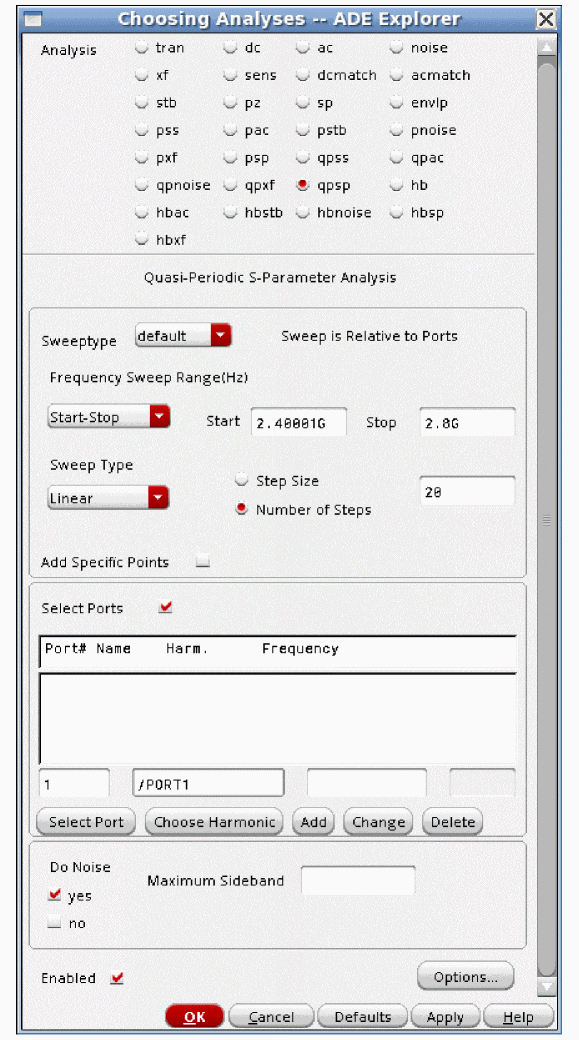 Choosing Analyses -- ADE Explorer
Analysis tran dc ac noise
xf sens dcmatch acmatch
stb pz sp envlp
pss pac pstb pnoise
pxf psp qpss qpac
qpnoise qpxf qpsp hb
hbac hbstb hbnoise hbsp
hbxf
Quasi-Periodic S-Parameter Analysis
Sweeptype default Sweep is Relative to Ports
Frequency Sweep Range(Hz)
Start-Stop Start 2.40001G Stop 2.8G
Sweep Type
Linear Step Size 20
Number of Steps
Add Specific Points
Select Ports
Port# Name Harm. Frequency
1 /PORT1
Select Port Choose Harmonic Add Change Delete
Do Noise
yes Maximum Sideband
no
Enabled Options...
OK Cancel Defaults Apply Help